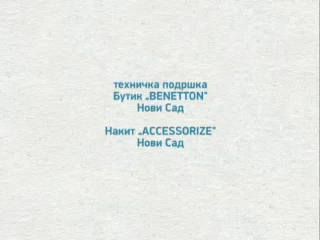 техничка подршка
Бутик „BENETTON"
Нови Сад
Накит „ACCESSORIZE"
Нови Сад